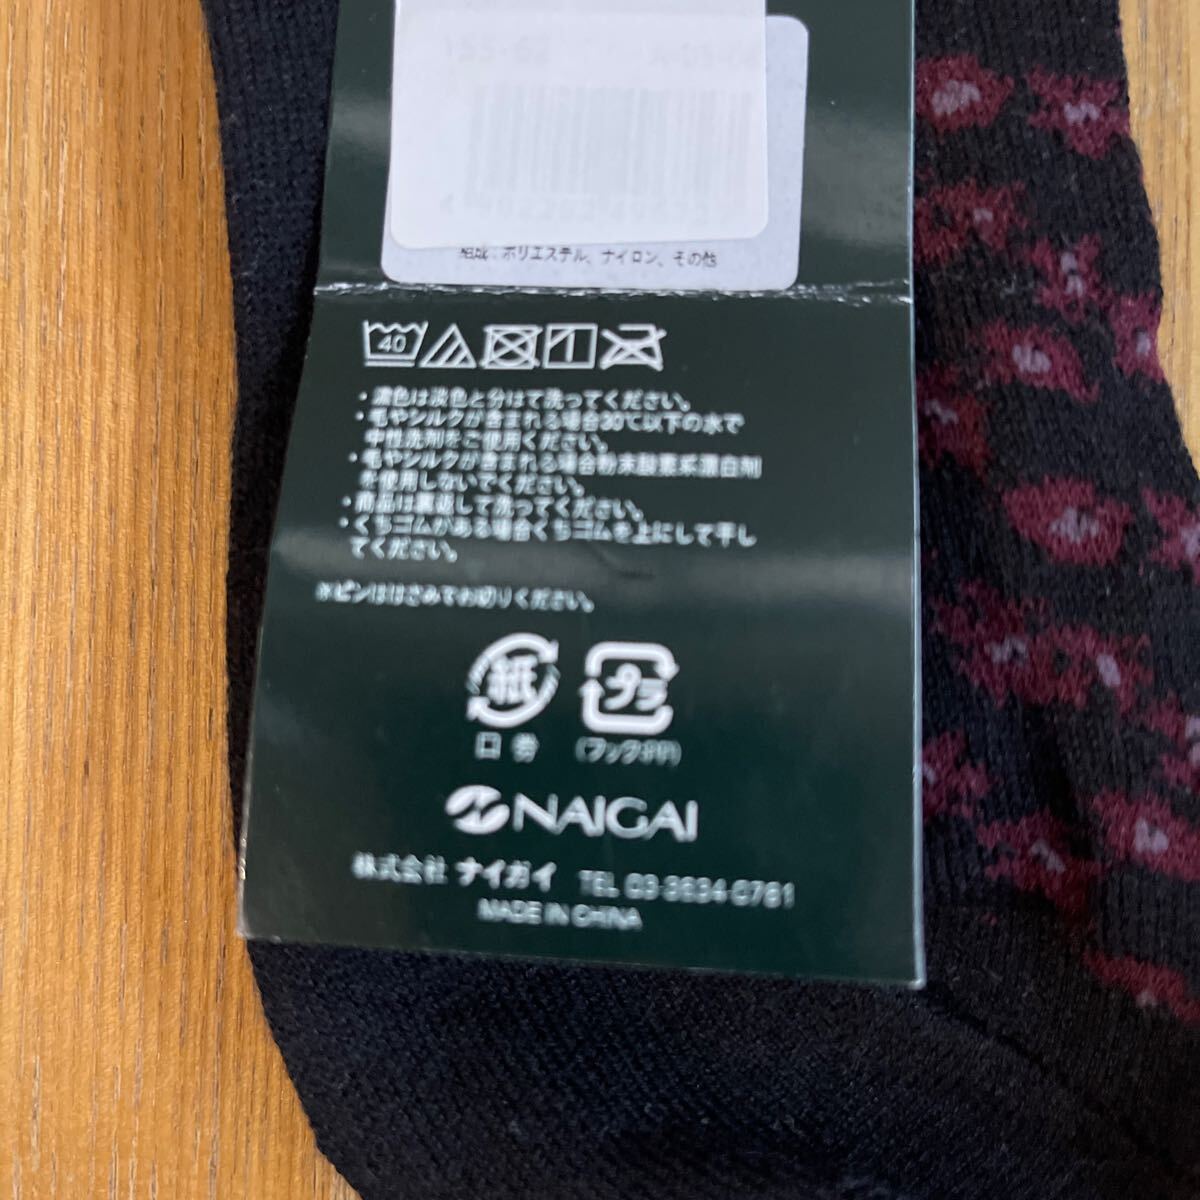 155-62
組成:ポリエステル、ナイロン、その他
40
・濃色は淡色と分けて洗ってください。
・毛やシルクが含まれる場合30℃以下の水で
中性洗剤をご使用ください。
・毛やシルクが含まれる場合粉末酸素系漂白剤
を使用しないでください。
・商品は裏返して洗ってください。
・くちゴムがある場合くちゴムを上にして干し
てください。
※ピンははさみでお切りください。
紙 プラ
口券 (フック部)
NAIGAI
株式会社 ナイガイ TEL 03-3834-0761
MADE IN CHINA